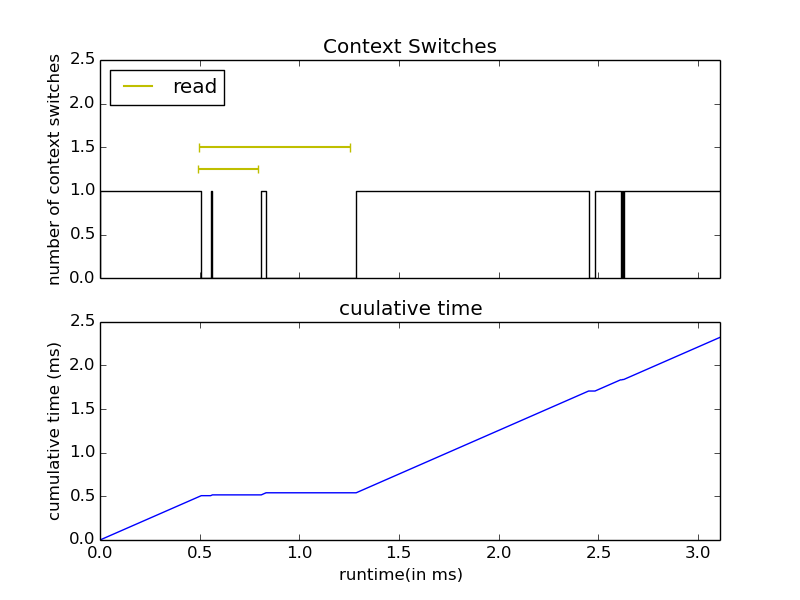 Context Switches
number of context switches
2.5
2.0
1.5
1.0
0.5
0.0
read
cuulative time
cumulative time (ms)
2.5
2.0
1.5
1.0
0.5
0.0
0.0 0.5 1.0 1.5 2.0 2.5 3.0
runtime(in ms)